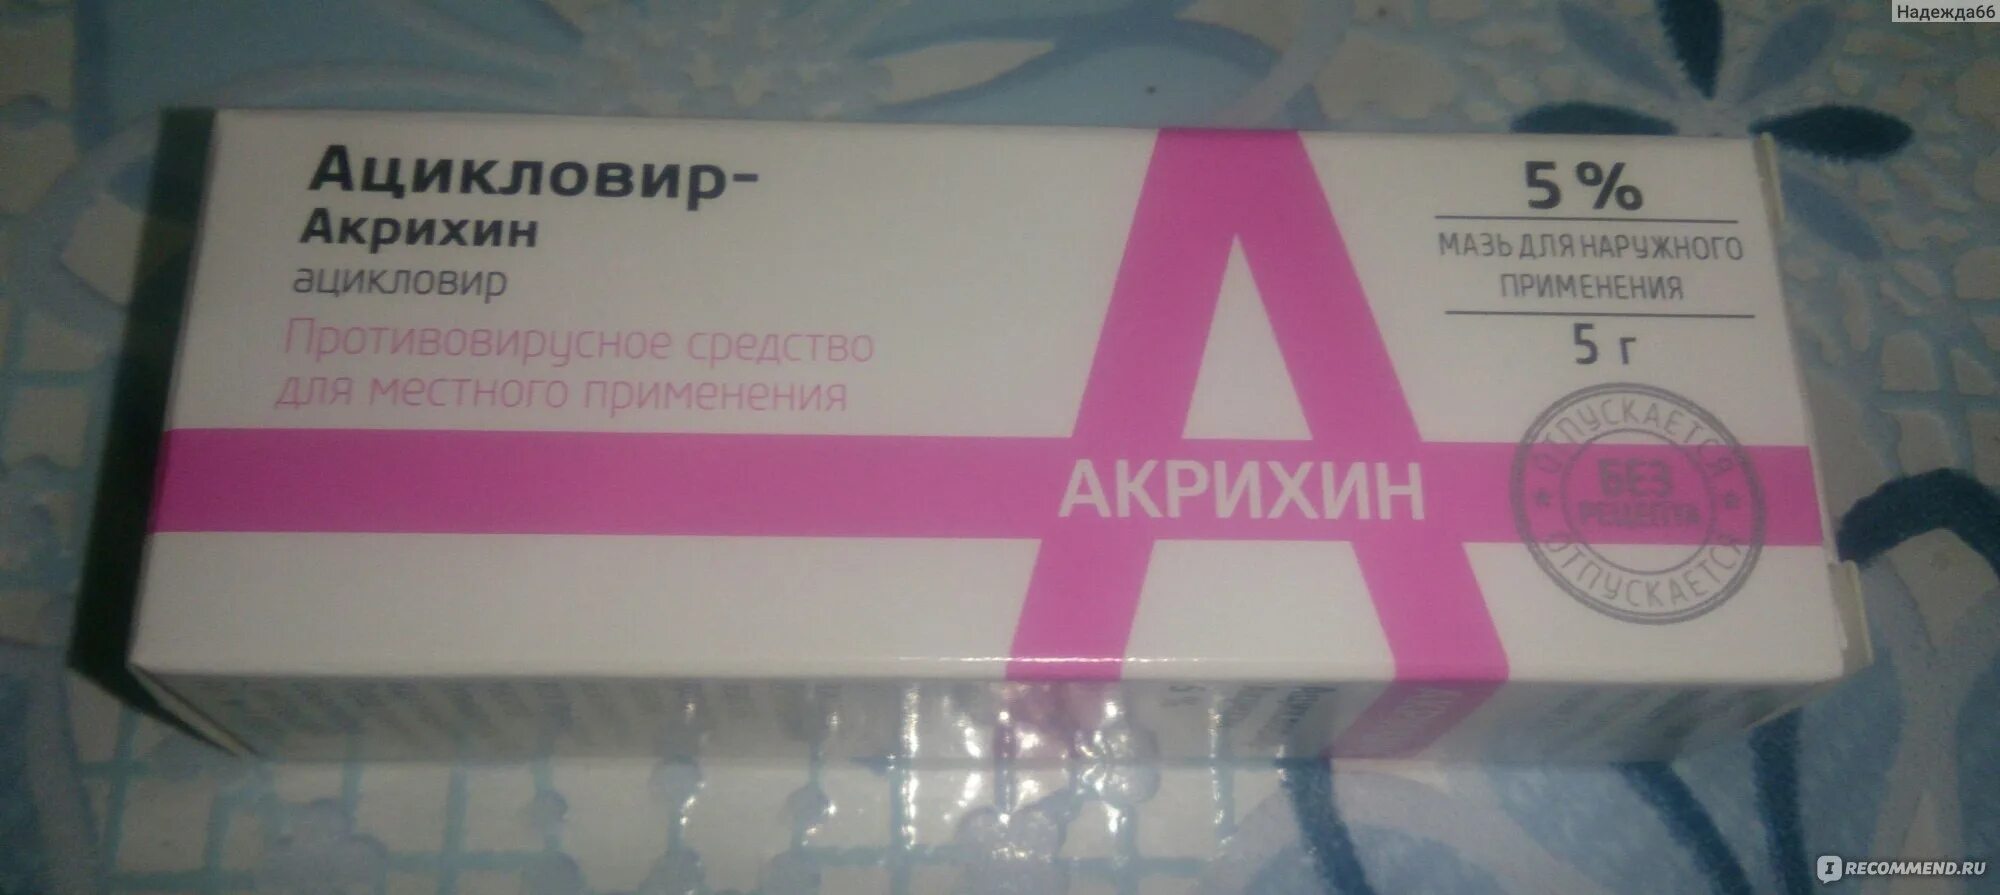 Надежда66
Ацикловир-
Акрихин
ацикловир
Противовирусное средство
для местного применения
5 %
МАЗЬ ДЛЯ НАРУЖНОГО
ПРИМЕНЕНИЯ
5 г
АКРИХИН
ОТПУСКАЕТСЯ
БЕЗ
РЕЦЕПТА
ОТПУСКАЕТСЯ
I RECOMMEND.RU